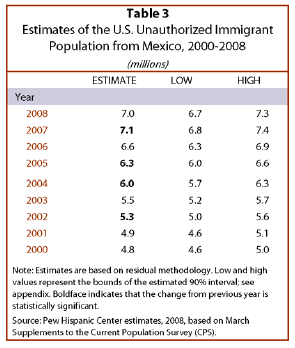 Table 3
Estimates of the U.S. Unauthorized Immigrant
Population from Mexico, 2000-2008
(millions)
ESTIMATE LOW HIGH
Year
2008 7.0 6.7 7.3
2007 7.1 6.8 7.4
2006 6.6 6.3 6.9
2005 6.3 6.0 6.6
2004 6.0 5.7 6.3
2003 5.5 5.2 5.7
2002 5.3 5.0 5.6
2001 4.9 4.6 5.1
2000 4.8 4.6 5.0
Note: Estimates are based on residual methodology. Low and high
values represent the bounds of the estimated 90% interval; see
appendix. Boldface indicates that the change from previous year is
statistically significant.
Source: Pew Hispanic Center estimates, 2008, based on March
Supplements to the Current Population Survey (CPS).